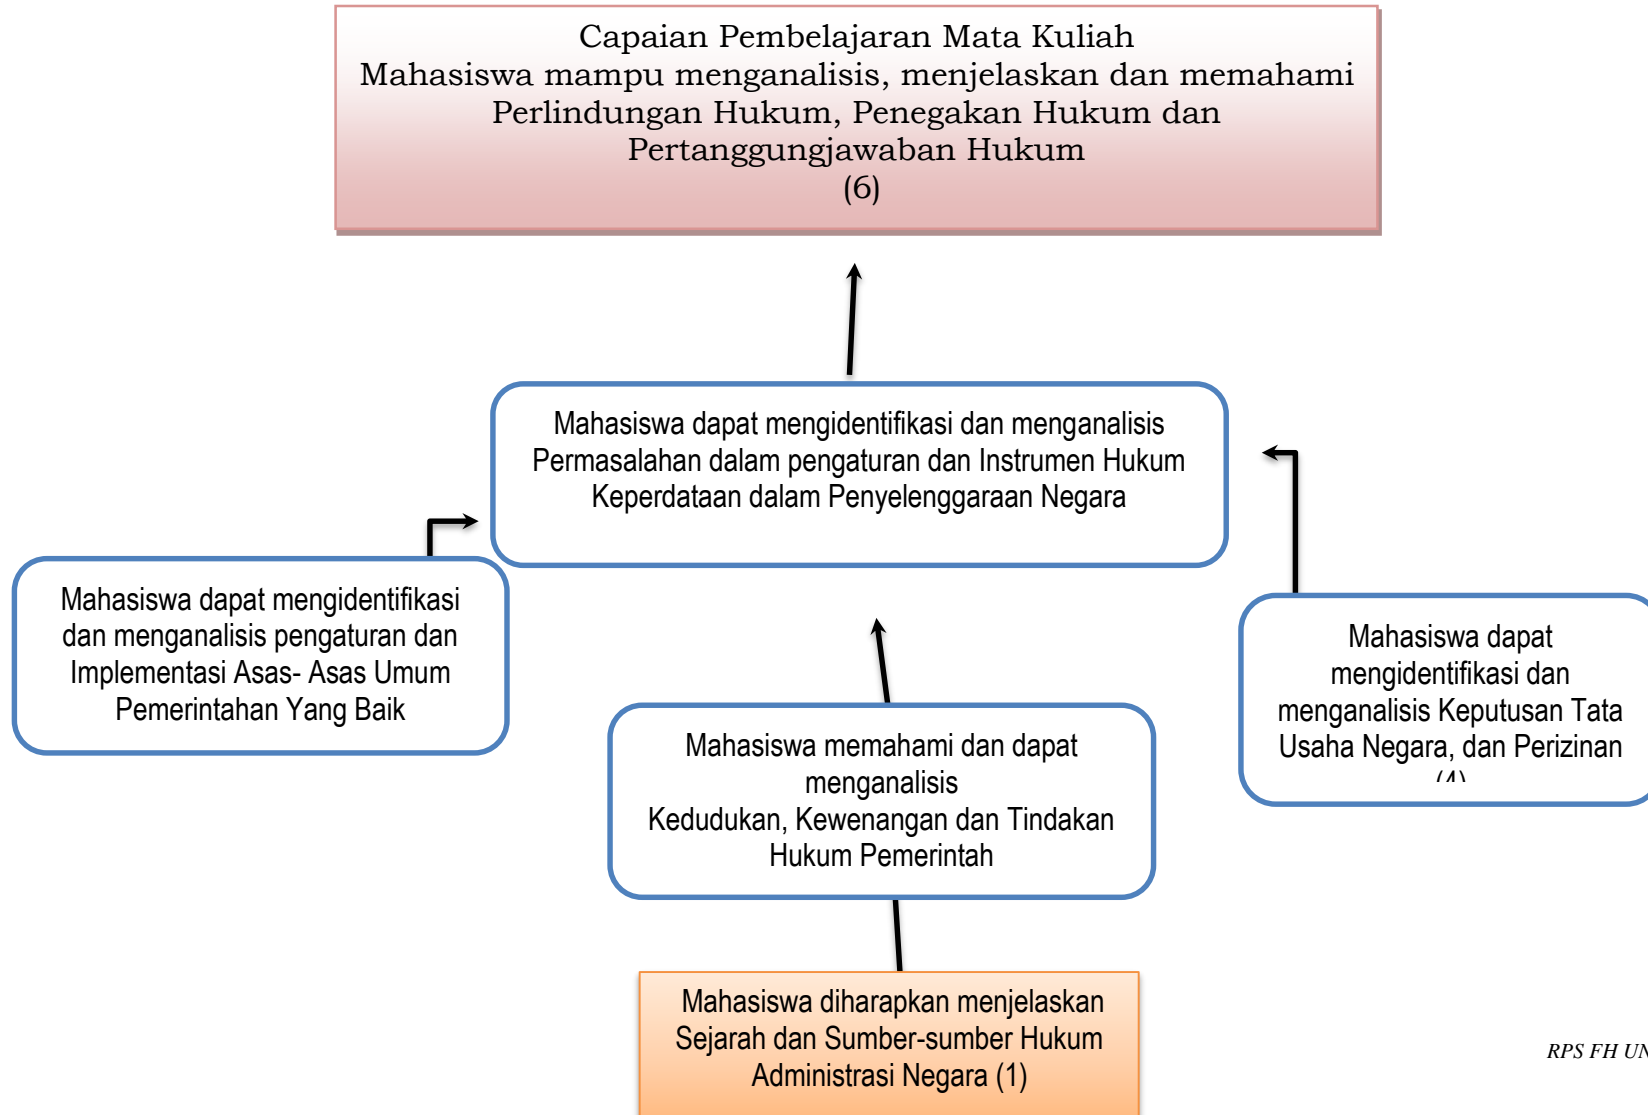 Capaian Pembelajaran Mata Kuliah
Mahasiswa mampu menganalisis, menjelaskan dan memahami
Perlindungan Hukum, Penegakan Hukum dan
Pertanggungjawaban Hukum
(6)
Mahasiswa dapat mengidentifikasi dan menganalisis
Permasalahan dalam pengaturan dan Instrumen Hukum
Keperdataan dalam Penyelenggaraan Negara
Mahasiswa dapat mengidentifikasi
dan menganalisis pengaturan dan
Implementasi Asas- Asas Umum
Pemerintahan Yang Baik
Mahasiswa dapat
mengidentifikasi dan
menganalisis Keputusan Tata
Usaha Negara, dan Perizinan
(4)
Mahasiswa memahami dan dapat
menganalisis
Kedudukan, Kewenangan dan Tindakan
Hukum Pemerintah
Mahasiswa diharapkan menjelaskan
Sejarah dan Sumber-sumber Hukum
Administrasi Negara (1)
RPS FH UN